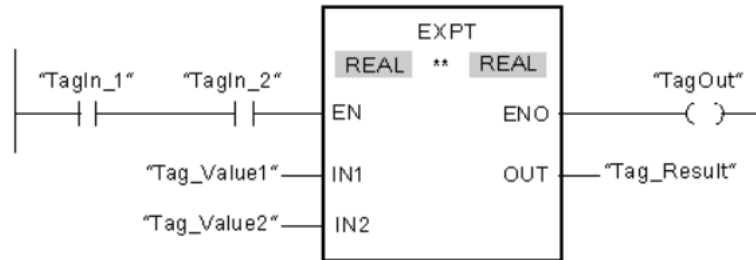 EXPT
REAL ** REAL
"TagIn_1" "TagIn_2" "TagOut"
EN ENO
"Tag_Value1" IN1 OUT "Tag_Result"
"Tag_Value2" IN2